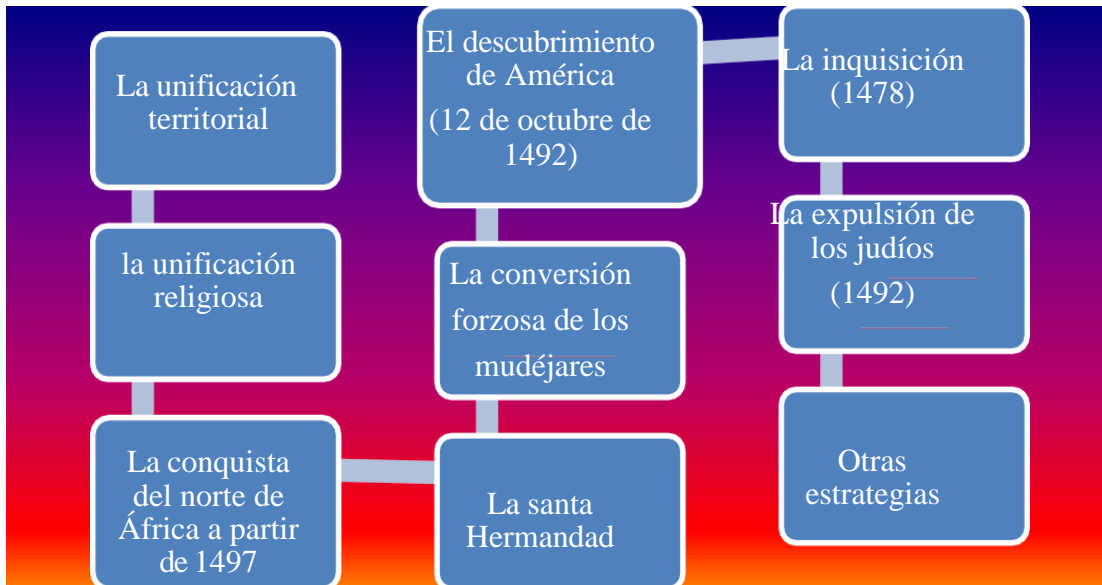 La unificación
territorial
la unificación
religiosa
La conquista
del norte de
África a partir
de 1497
La santa
Hermandad
La conversión
forzosa de los
mudéjares
El descubrimiento
de América
(12 de octubre de
1492)
La inquisición
(1478)
La expulsión de
los judíos
(1492)
Otras
estrategias